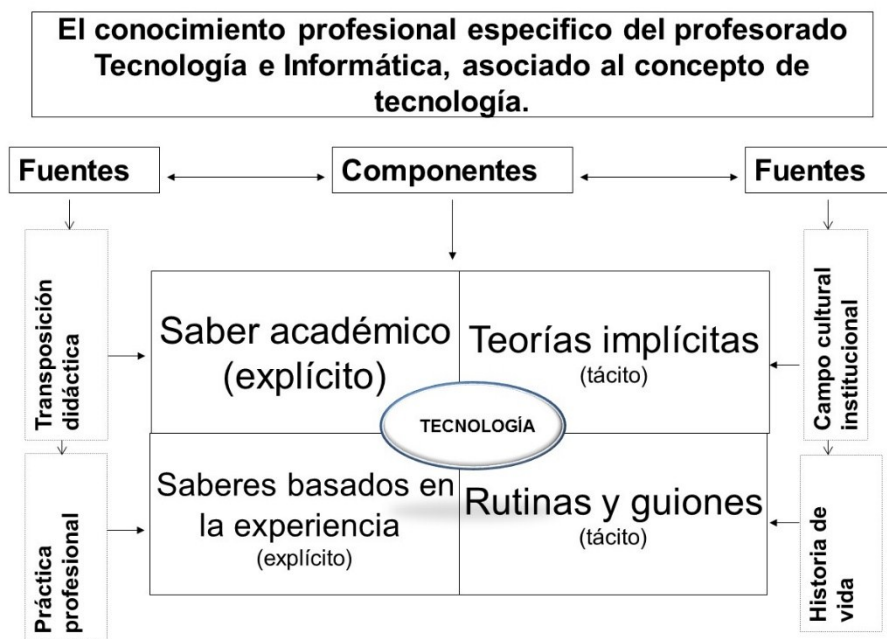 El conocimiento profesional especifico del profesorado
Tecnología e Informática, asociado al concepto de
tecnología.
Fuentes
Componentes
Fuentes
Transposición
didáctica
Saber académico
(explícito)
Teorías implícitas
(tácito)
Campo cultural
institucional
TECNOLOGÍA
Práctica
profesional
Saberes basados en
la experiencia
(explícito)
Rutinas y guiones
(tácito)
Historia de
vida